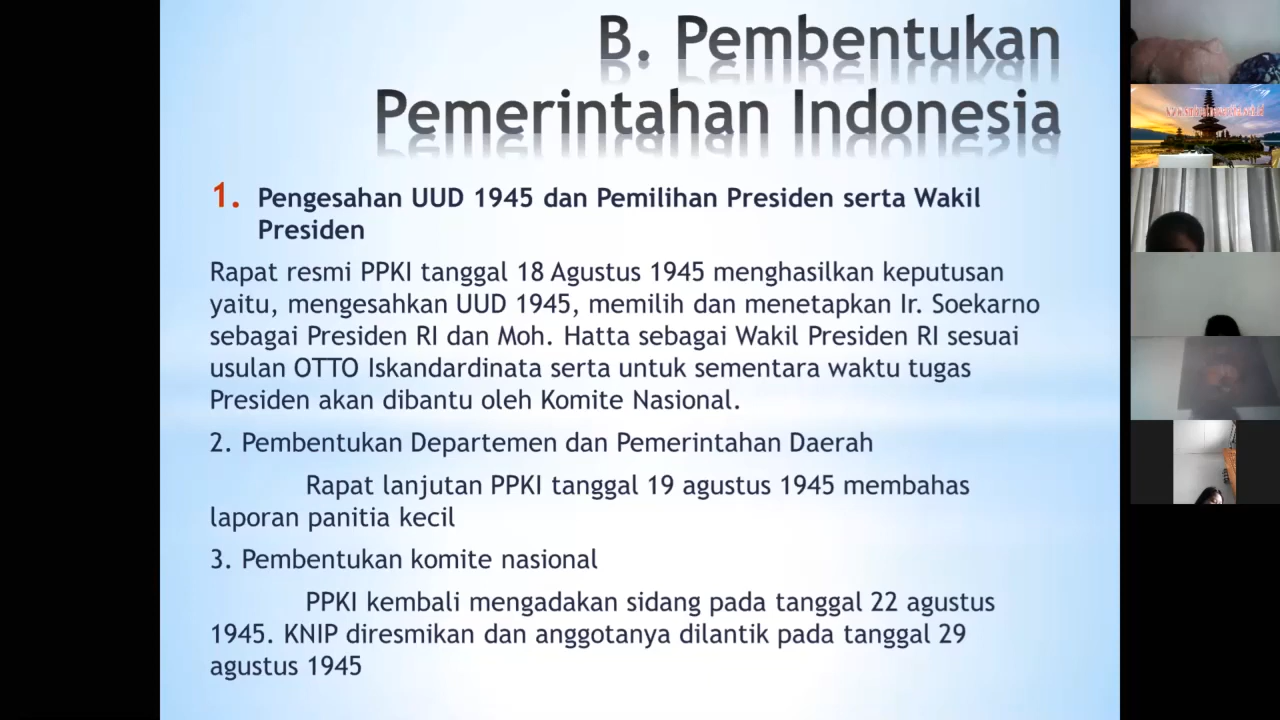 B. Pembentukan
Pemerintahan Indonesia
1. Pengesahan UUD 1945 dan Pemilihan Presiden serta Wakil
Presiden
Rapat resmi PPKI tanggal 18 Agustus 1945 menghasilkan keputusan
yaitu, mengesahkan UUD 1945, memilih dan menetapkan Ir. Soekarno
sebagai Presiden RI dan Moh. Hatta sebagai Wakil Presiden RI sesuai
usulan OTTO Iskandardinata serta untuk sementara waktu tugas
Presiden akan dibantu oleh Komite Nasional.
2. Pembentukan Departemen dan Pemerintahan Daerah
Rapat lanjutan PPKI tanggal 19 agustus 1945 membahas
laporan panitia kecil
3. Pembentukan komite nasional
PPKI kembali mengadakan sidang pada tanggal 22 agustus
1945. KNIP diresmikan dan anggotanya dilantik pada tanggal 29
agustus 1945